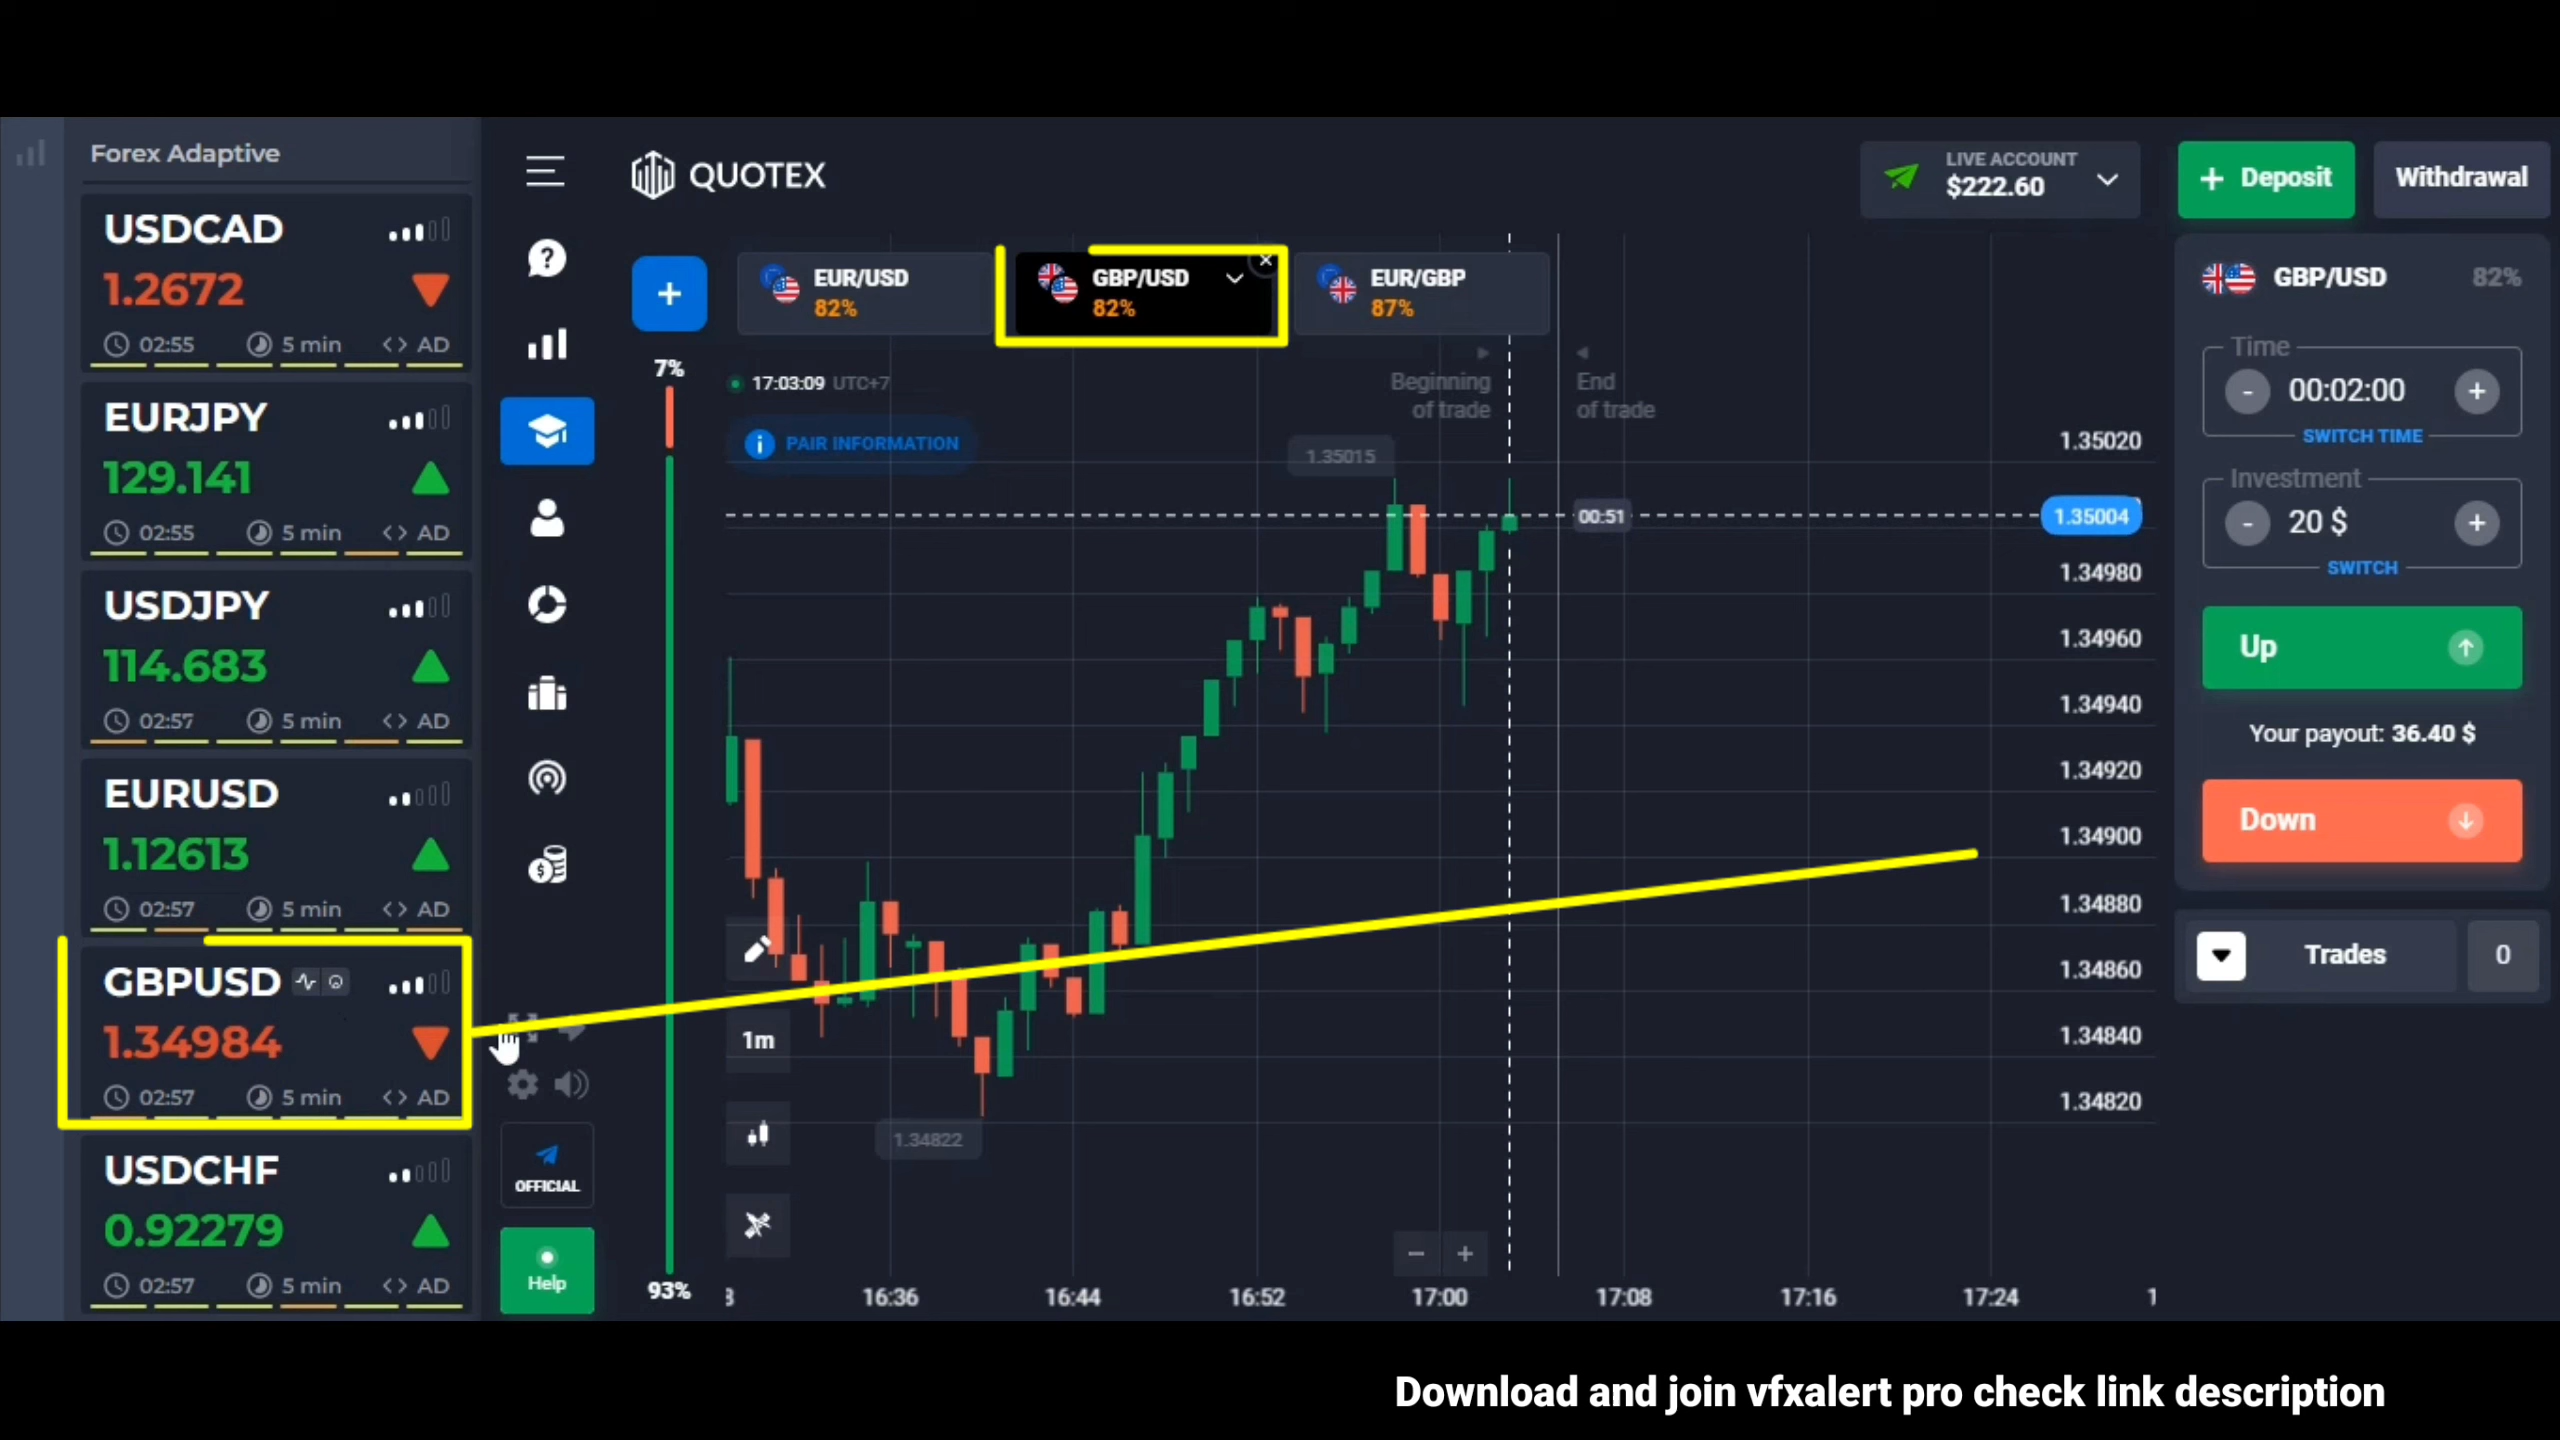 Forex Adaptive
USDCAD
1.2672
02:55 5 min <> AD
EURJPY
129.141
02:55 5 min <> AD
USDJPY
114.683
02:57 5 min <> AD
EURUSD
1.12613
02:57 5 min <> AD
GBPUSD
1.34984
02:57 5 min <> AD
USDCHF
0.92279
02:57 5 min <> AD
OFFICIAL
Help
QUOTEX
LIVE ACCOUNT
$222.60
+ Deposit
Withdrawal
+
EUR/USD
82%
GBP/USD
82%
EUR/GBP
87%
7%
93%
17:03:09 UTC+7
PAIR INFORMATION
Beginning
of trade
End
of trade
1.35015
00:51
1.35004
1.34822
1m
- +
1.35020
1.34980
1.34960
1.34940
1.34920
1.34900
1.34880
1.34860
1.34840
1.34820
16:36 16:44 16:52 17:00 17:08 17:16 17:24
GBP/USD 82%
Time
- 00:02:00 +
SWITCH TIME
Investment
- 20 $ +
SWITCH
Up
Your payout: 36.40 $
Down
Trades 0
Download and join vfxalert pro check link description